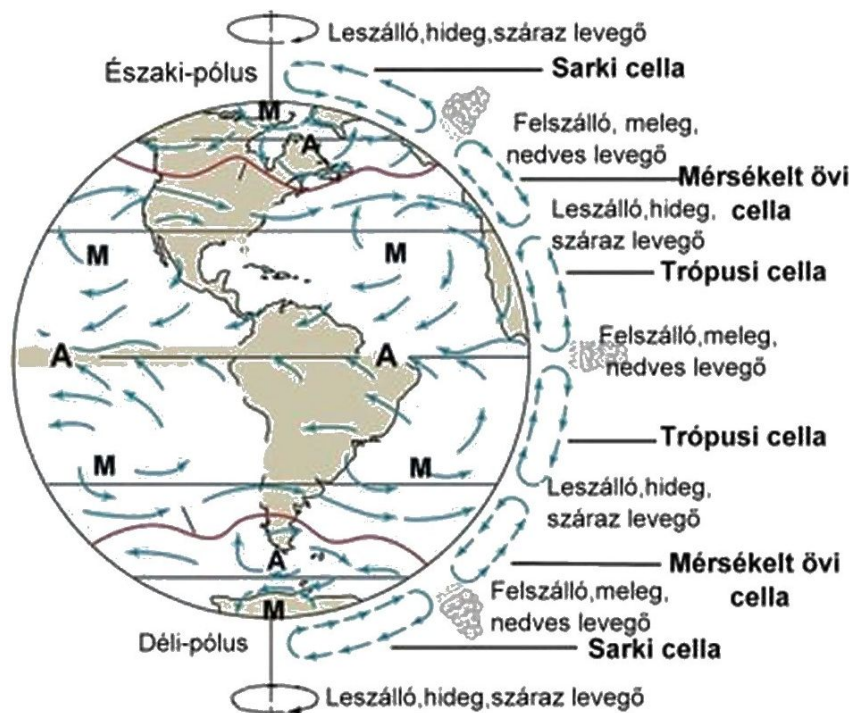 Leszálló,hideg,száraz levegő
Északi-pólus
Sarki cella
M
A
Felszálló, meleg,
nedves levegő
Mérsékelt övi
cella
Leszálló,hideg,
száraz levegő
M
M
Trópusi cella
A
A
Felszálló,meleg,
nedves levegő
Trópusi cella
M
M
Leszálló,hideg,
száraz levegő
A
Mérsékelt övi
cella
M
Felszálló,meleg,
nedves levegő
Déli-pólus
Sarki cella
Leszálló,hideg,száraz levegő